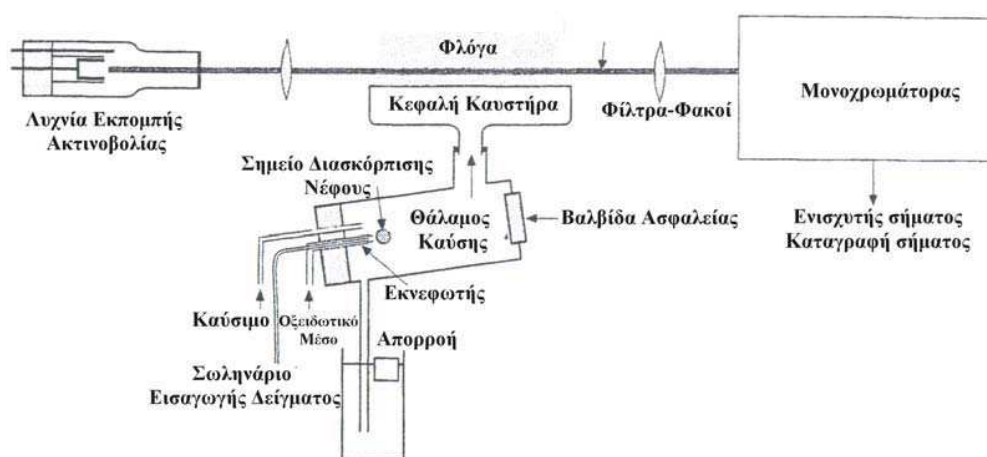 Φλόγα
Κεφαλή Καυστήρα
Φίλτρα-Φακοί
Μονοχρωμάτορας
Λυχνία Εκπομπής
Ακτινοβολίας
Σημείο Διασκόρπισης
Νέφους
Θάλαμος
Καύσης
Βαλβίδα Ασφαλείας
Ενισχυτής σήματος
Καταγραφή σήματος
Εκνεφωτής
Καύσιμο
Οξειδωτικό
Μέσο
Απορροή
Σωληνάριο
Εισαγωγής Δείγματος